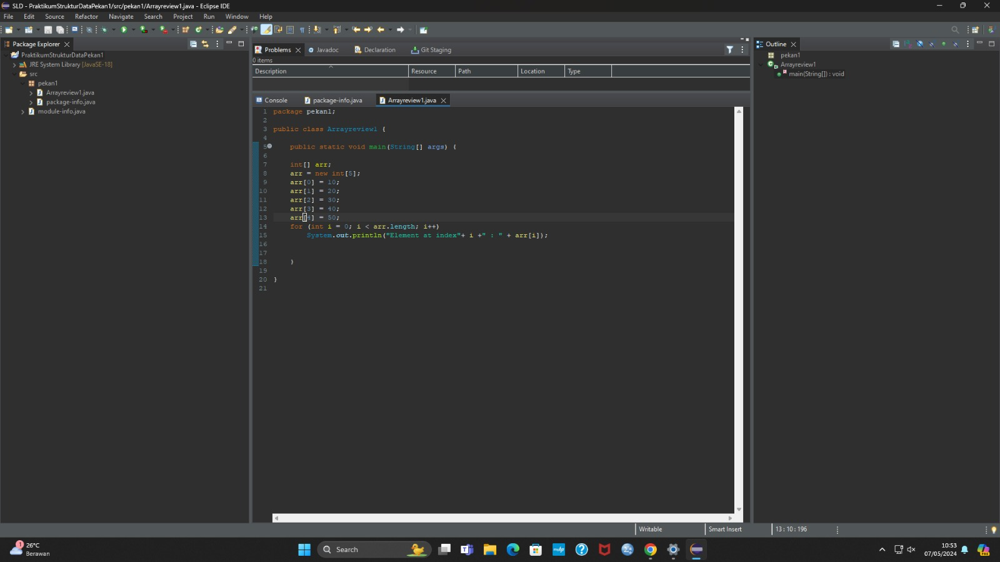 SLD - PraktikumStrukturDataPekan1/src/pekan1/Arrayreview1.java - Eclipse IDE
File Edit Source Refactor Navigate Search Project Run Window Help
Package Explorer
PraktikumStrukturDataPekan1
JRE System Library [JavaSE-18]
src
pekan1
Arrayreview1.java
package-info.java
module-info.java
Problems Javadoc Declaration Git Staging
0 items
Description Resource Path Location Type
Console package-info.java Arrayreview1.java
1 package pekan1;
2
3 public class Arrayreview1 {
4
5 public static void main(String[] args) {
6
7 int[] arr;
8 arr = new int[5];
9 arr[0] = 10;
10 arr[1] = 20;
11 arr[2] = 30;
12 arr[3] = 40;
13 arr[4] = 50;
14 for (int i = 0; i < arr.length; i++)
15 System.out.println("Element at index"+ i +" : " + arr[i]);
16
17
18 }
19
20 }
21
Outline
pekan1
Arrayreview1
main(String[]) : void
Writable Smart Insert 13 : 10 : 196
1
26°C
Berawan
Search
10:53
07/05/2024
PRE